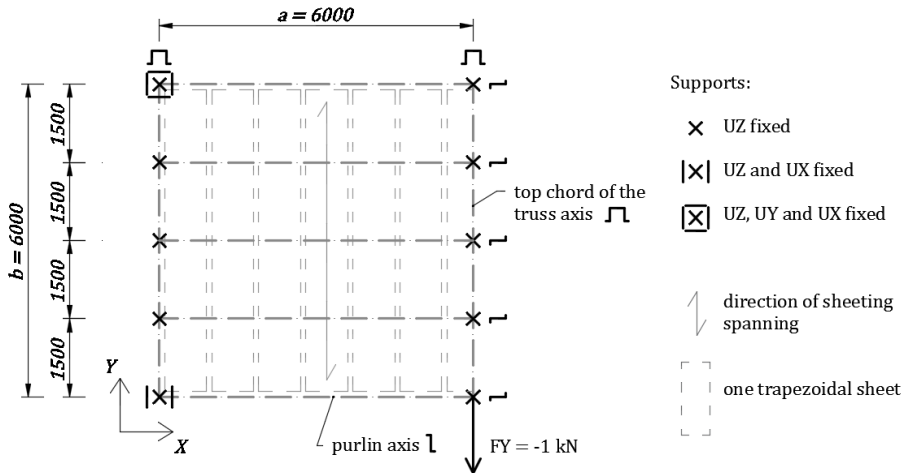 a = 6000
b = 6000
1500
1500
1500
1500
Y
X
top chord of the
truss axis
purlin axis
FY = -1 kN
Supports:
UZ fixed
UZ and UX fixed
UZ, UY and UX fixed
direction of sheeting
spanning
one trapezoidal sheet